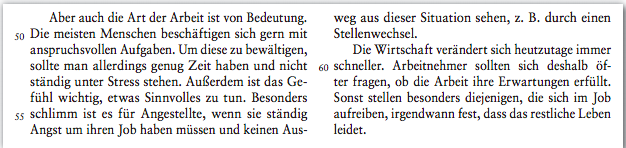 Aber auch die Art der Arbeit ist von Bedeutung.
50 Die meisten Menschen beschäftigen sich gern mit
anspruchsvollen Aufgaben. Um diese zu bewältigen,
sollte man allerdings genug Zeit haben und nicht
ständig unter Stress stehen. Außerdem ist das Ge-
fühl wichtig, etwas Sinnvolles zu tun. Besonders
55 schlimm ist es für Angestellte, wenn sie ständig
Angst um ihren Job haben müssen und keinen Aus-
weg aus dieser Situation sehen, z. B. durch einen
Stellenwechsel.
Die Wirtschaft verändert sich heutzutage immer
60 schneller. Arbeitnehmer sollten sich deshalb öf-
ter fragen, ob die Arbeit ihre Erwartungen erfüllt.
Sonst stellen besonders diejenigen, die sich im Job
aufreiben, irgendwann fest, dass das restliche Leben
leidet.